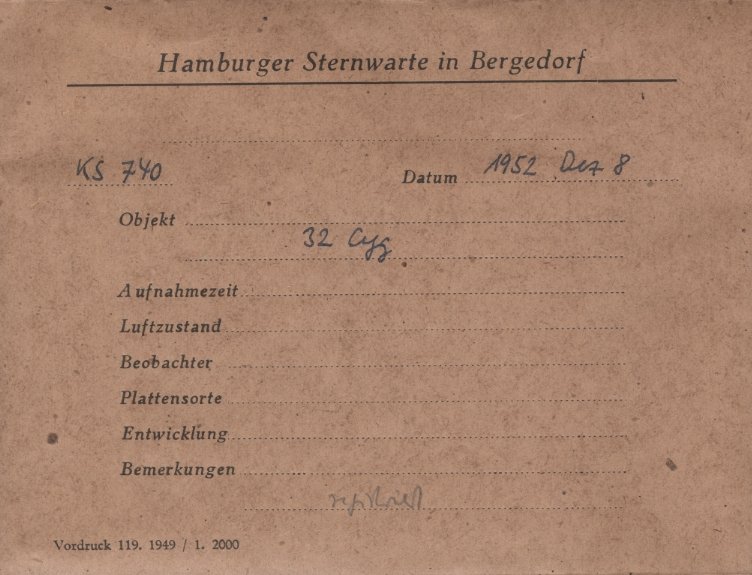 Hamburger Sternwarte in Bergedorf
KS 740 Datum 1952 Dez 8
Objekt
32 Cyg
Aufnahmezeit
Luftzustand
Beobachter
Plattensorte
Entwicklung
Bemerkungen
registriert
Vordruck 119. 1949 / 1. 2000